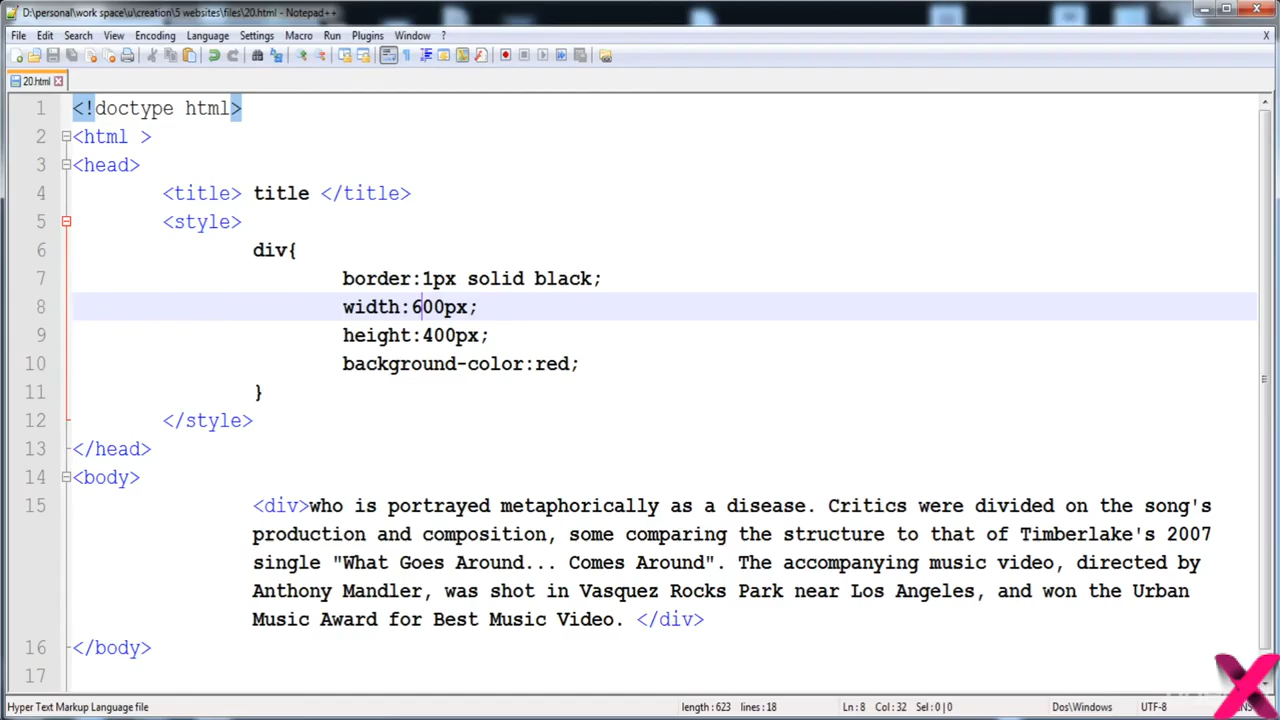 D:\personal\work space\u\creation\5 websites\files\20.html - Notepad++
File Edit Search View Encoding Language Settings Macro Run Plugins Window ? X
20.html
1 <!doctype html>
2 <html >
3 <head>
4 <title> title </title>
5 <style>
6 div{
7 border:1px solid black;
8 width:600px;
9 height:400px;
10 background-color:red;
11 }
12 </style>
13 </head>
14 <body>
15 <div>who is portrayed metaphorically as a disease. Critics were divided on the song's
production and composition, some comparing the structure to that of Timberlake's 2007
single "What Goes Around... Comes Around". The accompanying music video, directed by
Anthony Mandler, was shot in Vasquez Rocks Park near Los Angeles, and won the Urban
Music Award for Best Music Video. </div>
16 </body>
17
Hyper Text Markup Language file length : 623 lines : 18 Ln : 8 Col : 32 Sel : 0 | 0 Dos\Windows UTF-8